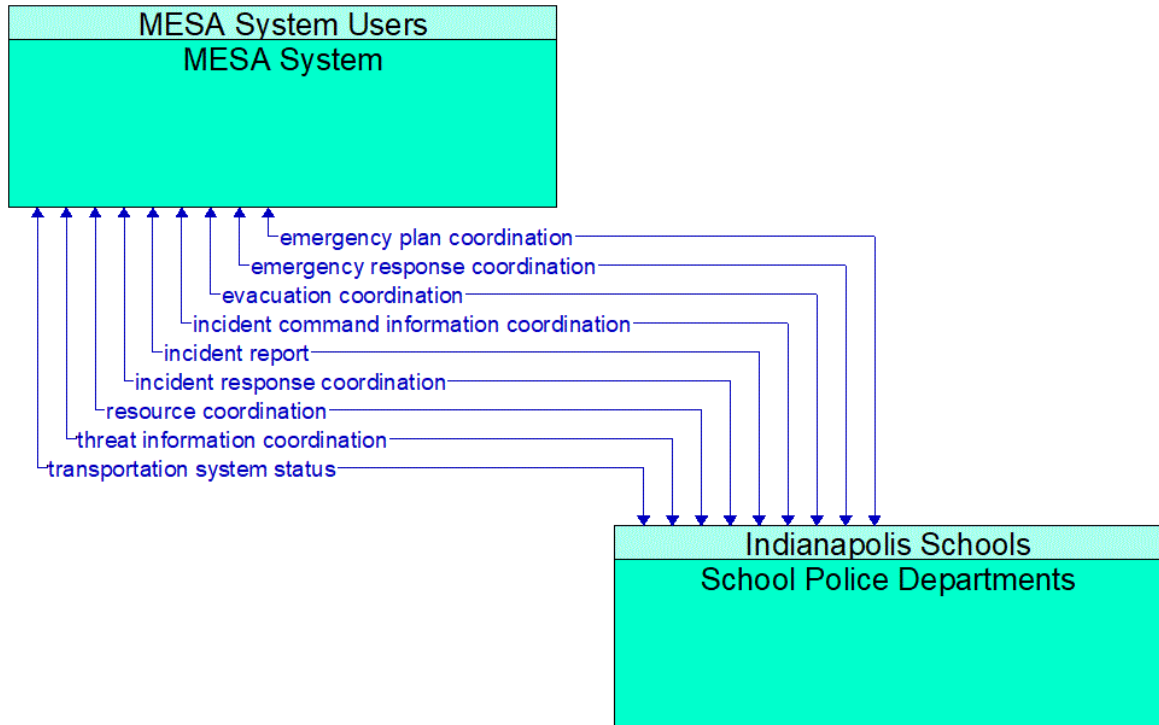 MESA System Users
MESA System
emergency plan coordination
emergency response coordination
evacuation coordination
incident command information coordination
incident report
incident response coordination
resource coordination
threat information coordination
transportation system status
Indianapolis Schools
School Police Departments